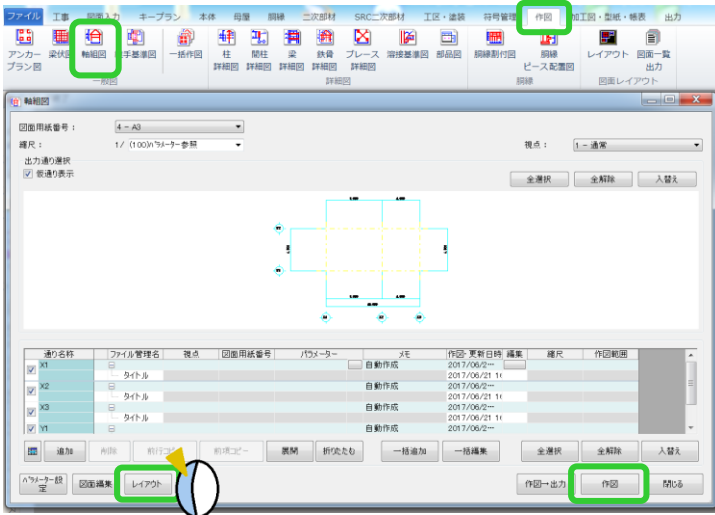 ファイル 工事 図面入力 キープラン 本体 母屋 胴縁 二次部材 SRC二次部材 工区・塗装 符号管理 作図 加工図・型紙・帳表 出力
アンカー プラン図 梁伏図 軸組図 継手基準図 一括作図 柱 詳細図 間柱 詳細図 梁 詳細図 鉄骨 詳細図 ブレース 詳細図 溶接基準図 部品図 胴縁割付図 胴縁 ピース配置図 レイアウト 図面一覧 出力
一般図 詳細図 胴縁 図面レイアウト
軸組図
図面用紙番号: 4 - A3
縮尺: 1/ (100)パラメーター参照 視点: 1 - 通常
出力通り選択
仮通り表示 全選択 全解除 入替え
通り名称 ファイル管理名 視点 図面用紙番号 パラメーター メモ 作図・更新日時 編集 縮尺 作図範囲
X1 自動作成 2017/06/2…
タイトル 2017/06/21 1
X2 自動作成 2017/06/2…
タイトル 2017/06/21 1
X3 自動作成 2017/06/2…
タイトル 2017/06/21 1
Y1 自動作成 2017/06/2…
追加 削除 前行コピー 前項コピー 展開 折りたたむ 一括追加 一括編集 全選択 全解除 入替え
パラメーター設定 図面編集 レイアウト 作図→出力 作図 閉じる